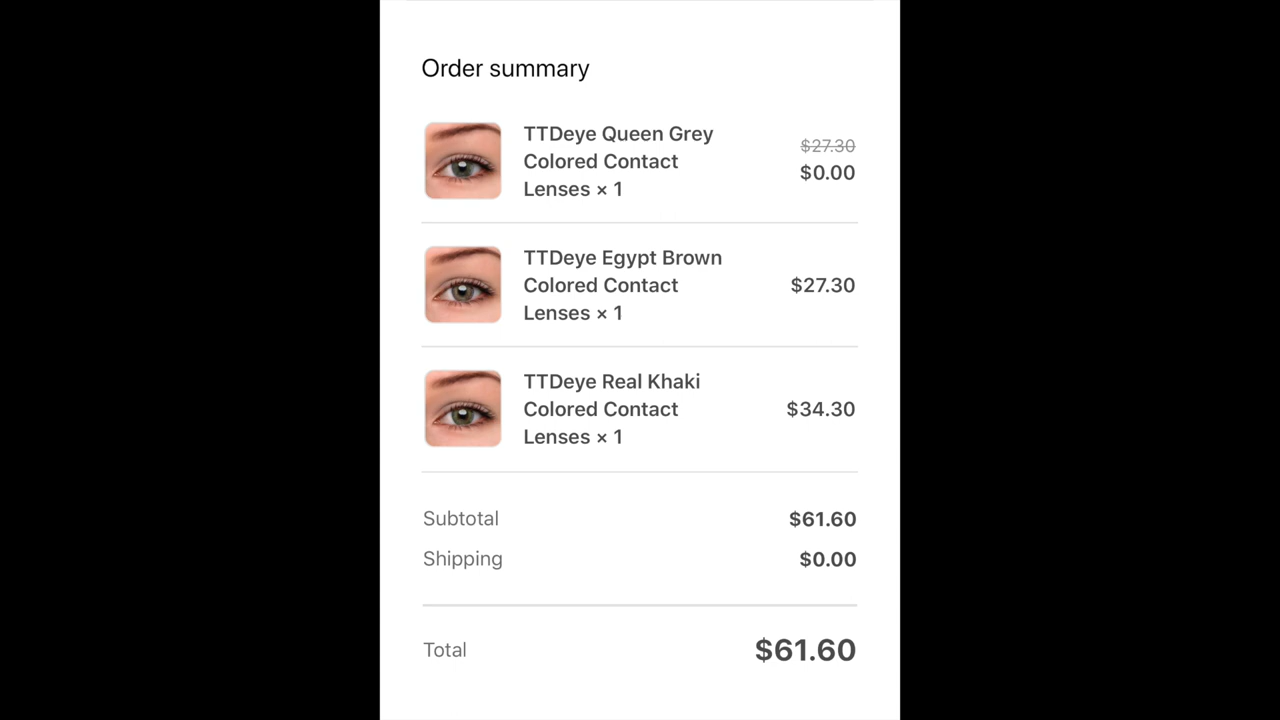 Order summary
TTDeye Queen Grey
Colored Contact
Lenses × 1
$27.30
$0.00
TTDeye Egypt Brown
Colored Contact
Lenses × 1
$27.30
TTDeye Real Khaki
Colored Contact
Lenses × 1
$34.30
Subtotal $61.60
Shipping $0.00
Total $61.60